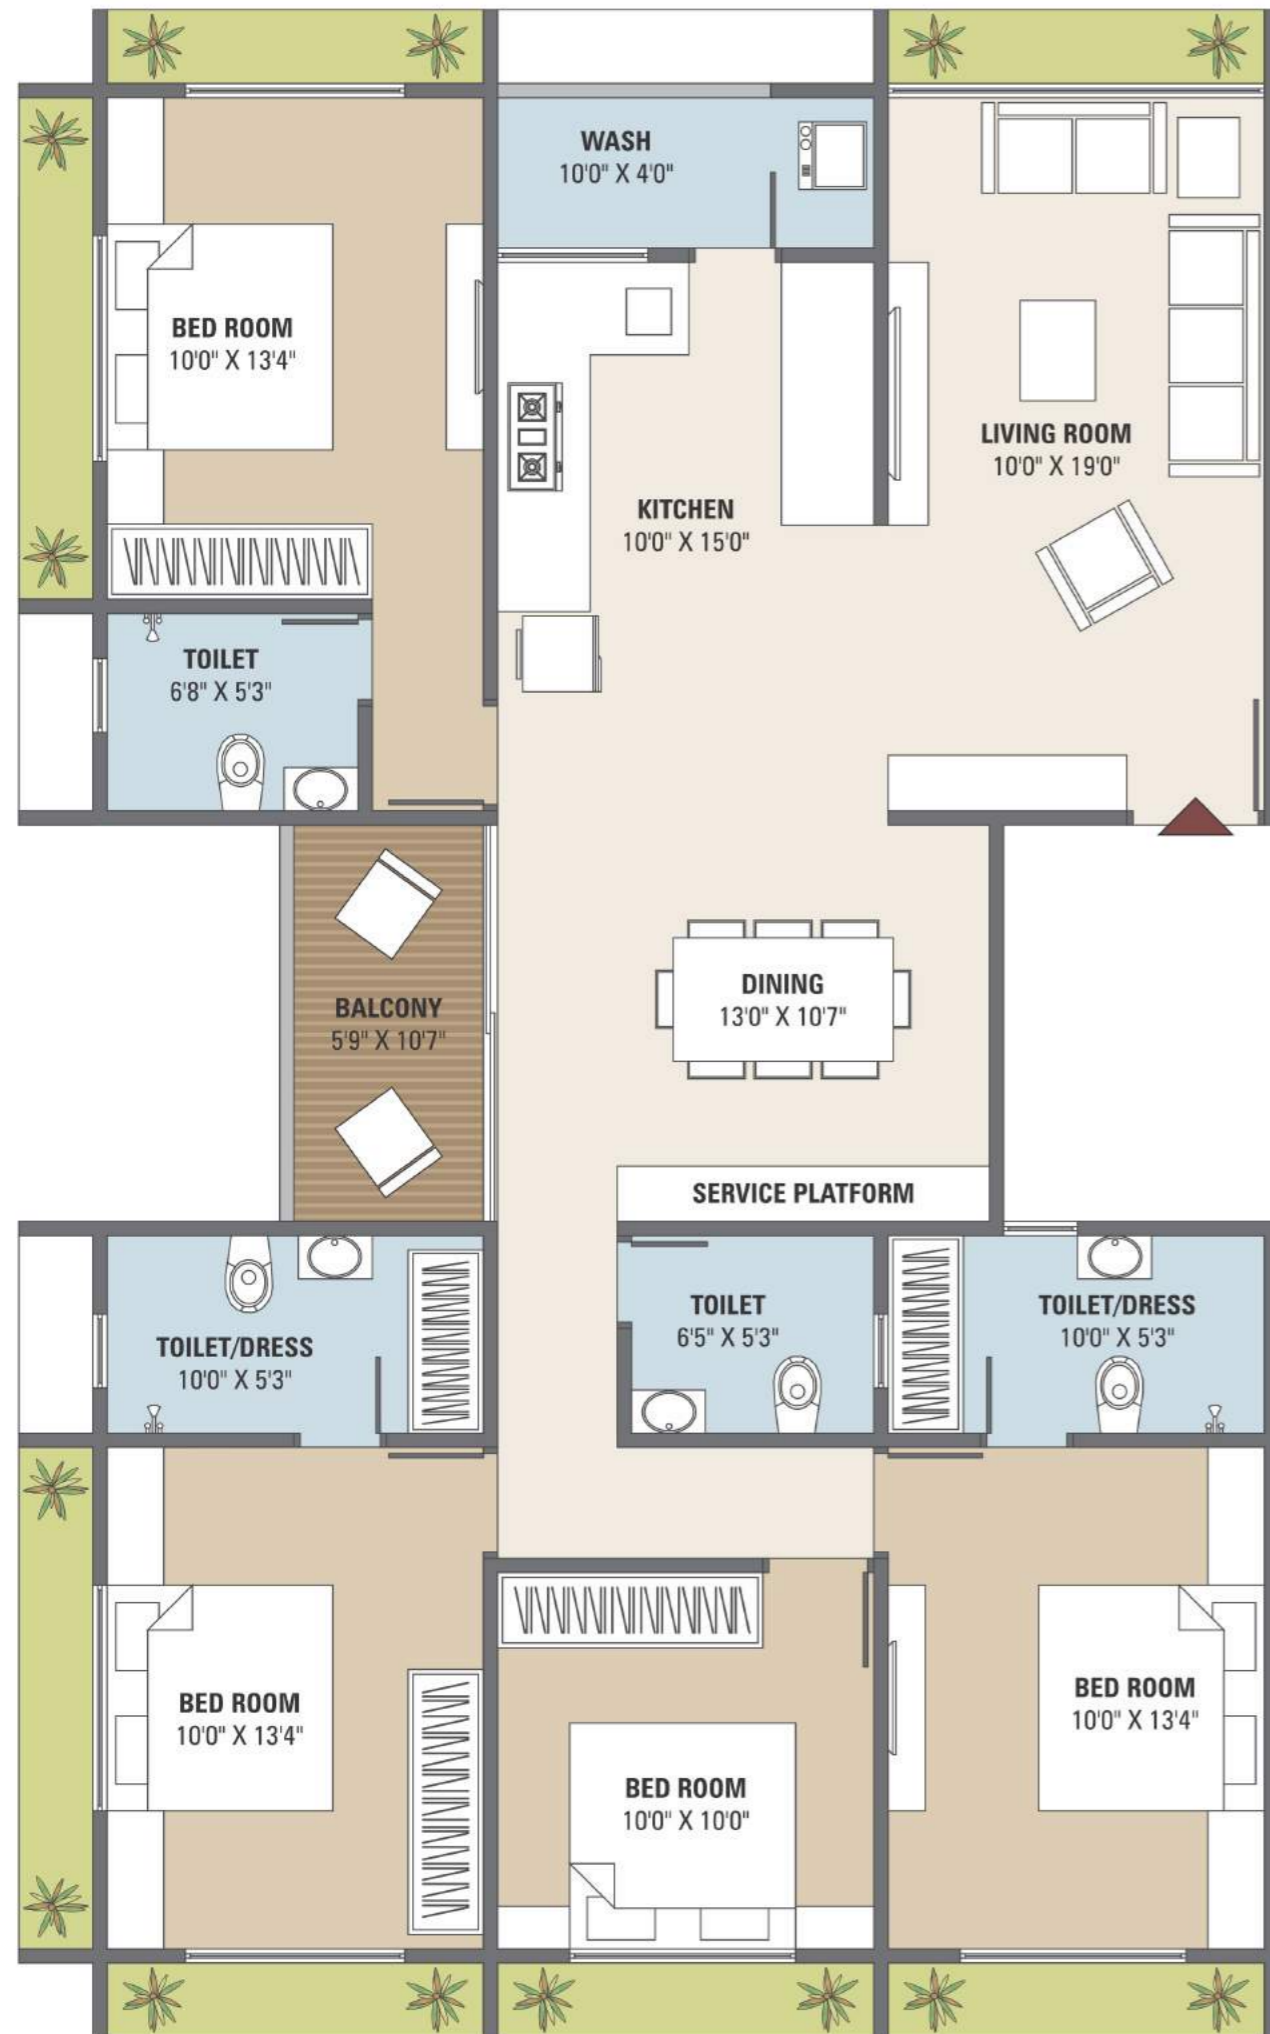 WASH
10'0" X 4'0"
BED ROOM
10'0" X 13'4"
LIVING ROOM
10'0" X 19'0"
KITCHEN
10'0" X 15'0"
TOILET
6'8" X 5'3"
DINING
13'0" X 10'7"
BALCONY
5'9" X 10'7"
SERVICE PLATFORM
TOILET/DRESS
10'0" X 5'3"
TOILET
6'5" X 5'3"
TOILET/DRESS
10'0" X 5'3"
BED ROOM
10'0" X 13'4"
BED ROOM
10'0" X 10'0"
BED ROOM
10'0" X 13'4"